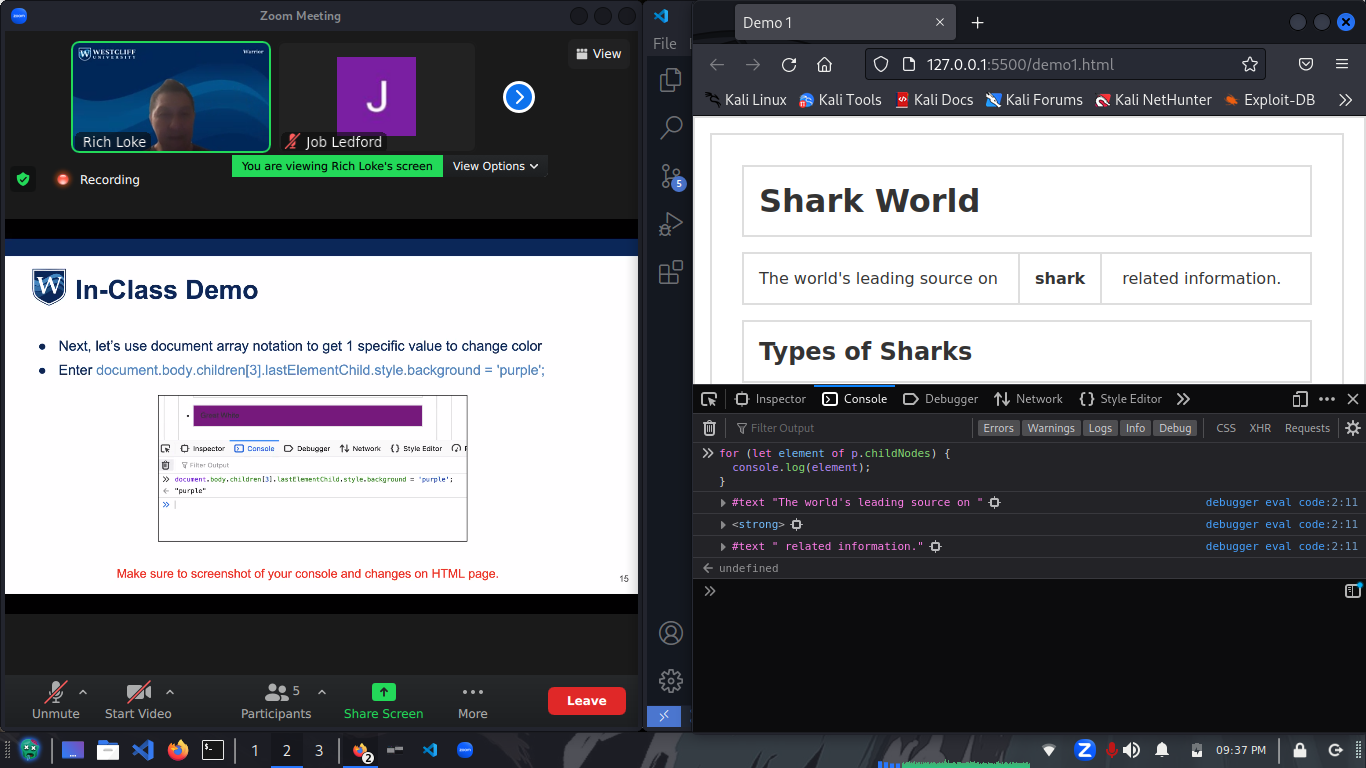 Zoom Meeting
WESTCLIFF
UNIVERSITY
Warrior
Rich Loke
J
Job Ledford
View
You are viewing Rich Loke's screen
View Options
Recording
W
In-Class Demo
Next, let's use document array notation to get 1 specific value to change color
Enter document.body.children[3].lastElementChild.style.background = 'purple';
Inspector
Console
Debugger
Network
Style Editor
Filter Output
document.body.children[3].lastElementChild.style.background = 'purple';
"purple"
Make sure to screenshot of your console and changes on HTML page.
15
Unmute
Start Video
5
Participants
Share Screen
More
Leave
File
5
Demo 1
127.0.0.1:5500/demo1.html
Kali Linux
Kali Tools
Kali Docs
Kali Forums
Kali NetHunter
Exploit-DB
Shark World
The world's leading source on shark related information.
Types of Sharks
Inspector
Console
Debugger
Network
Style Editor
Filter Output
Errors
Warnings
Logs
Info
Debug
CSS
XHR
Requests
for (let element of p.childNodes) {
console.log(element);
}
#text "The world's leading source on " debugger eval code:2:11
<strong> debugger eval code:2:11
#text " related information." debugger eval code:2:11
undefined
1
2
3
2
zoom
Z
09:37 PM